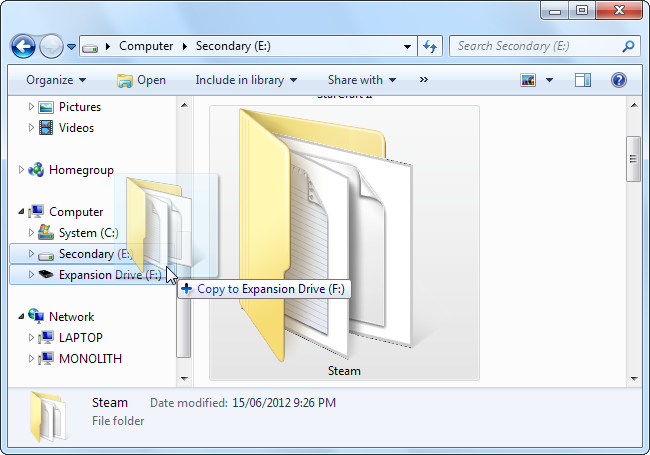 Computer ▸ Secondary (E:)
Search Secondary (E:)
Organize
Open
Include in library
Share with
»
Pictures
Videos
Homegroup
Computer
System (C:)
Secondary (E:
Expansion Drive (F:)
Network
LAPTOP
MONOLITH
StarCraft II
Copy to Expansion Drive (F:)
Steam
Steam
Date modified: 15/06/2012 9:26 PM
File folder